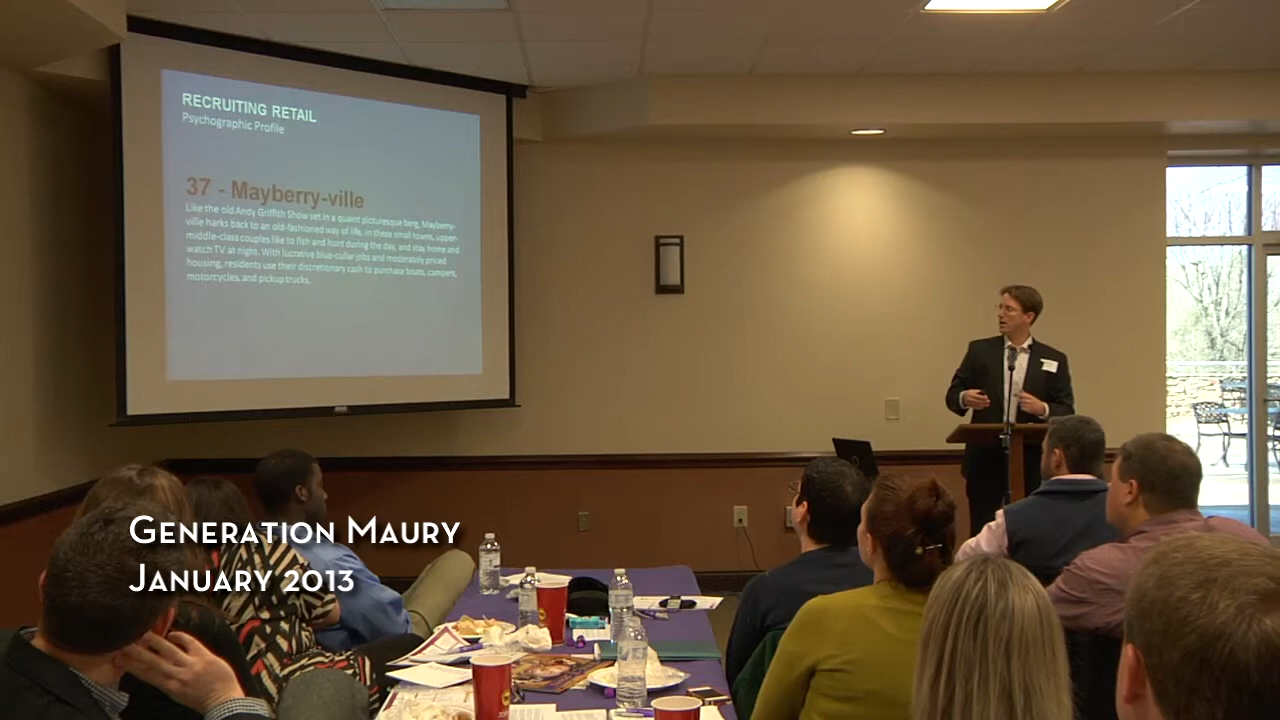 RECRUITING RETAIL
Psychographic Profile
37 - Mayberry-ville
Like the old Andy Griffith Show set in a quaint picturesque berg, Mayberry-
ville harks back to an old-fashioned way of life. In these small towns, upper-
middle-class couples like to fish and hunt during the day, and stay home and
watch TV at night. With lucrative blue-collar jobs and moderately priced
housing, residents use their discretionary cash to purchase boats, campers,
motorcycles, and pickup trucks.
Generation Maury
January 2013